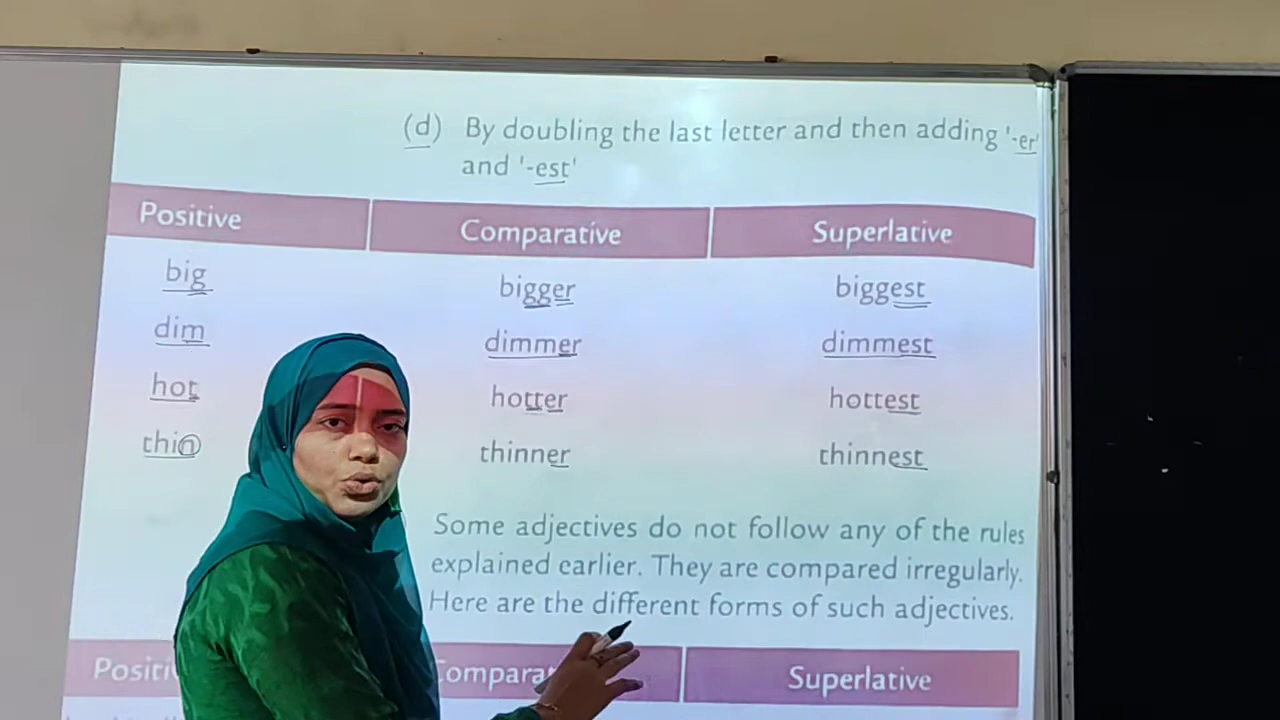 (d) By doubling the last letter and then adding '-er'
and '-est'
Positive Comparative Superlative
big bigger biggest
dim dimmer dimmest
hot hotter hottest
thin thinner thinnest
Some adjectives do not follow any of the rules
explained earlier. They are compared irregularly.
Here are the different forms of such adjectives.
Positi Compara Superlative